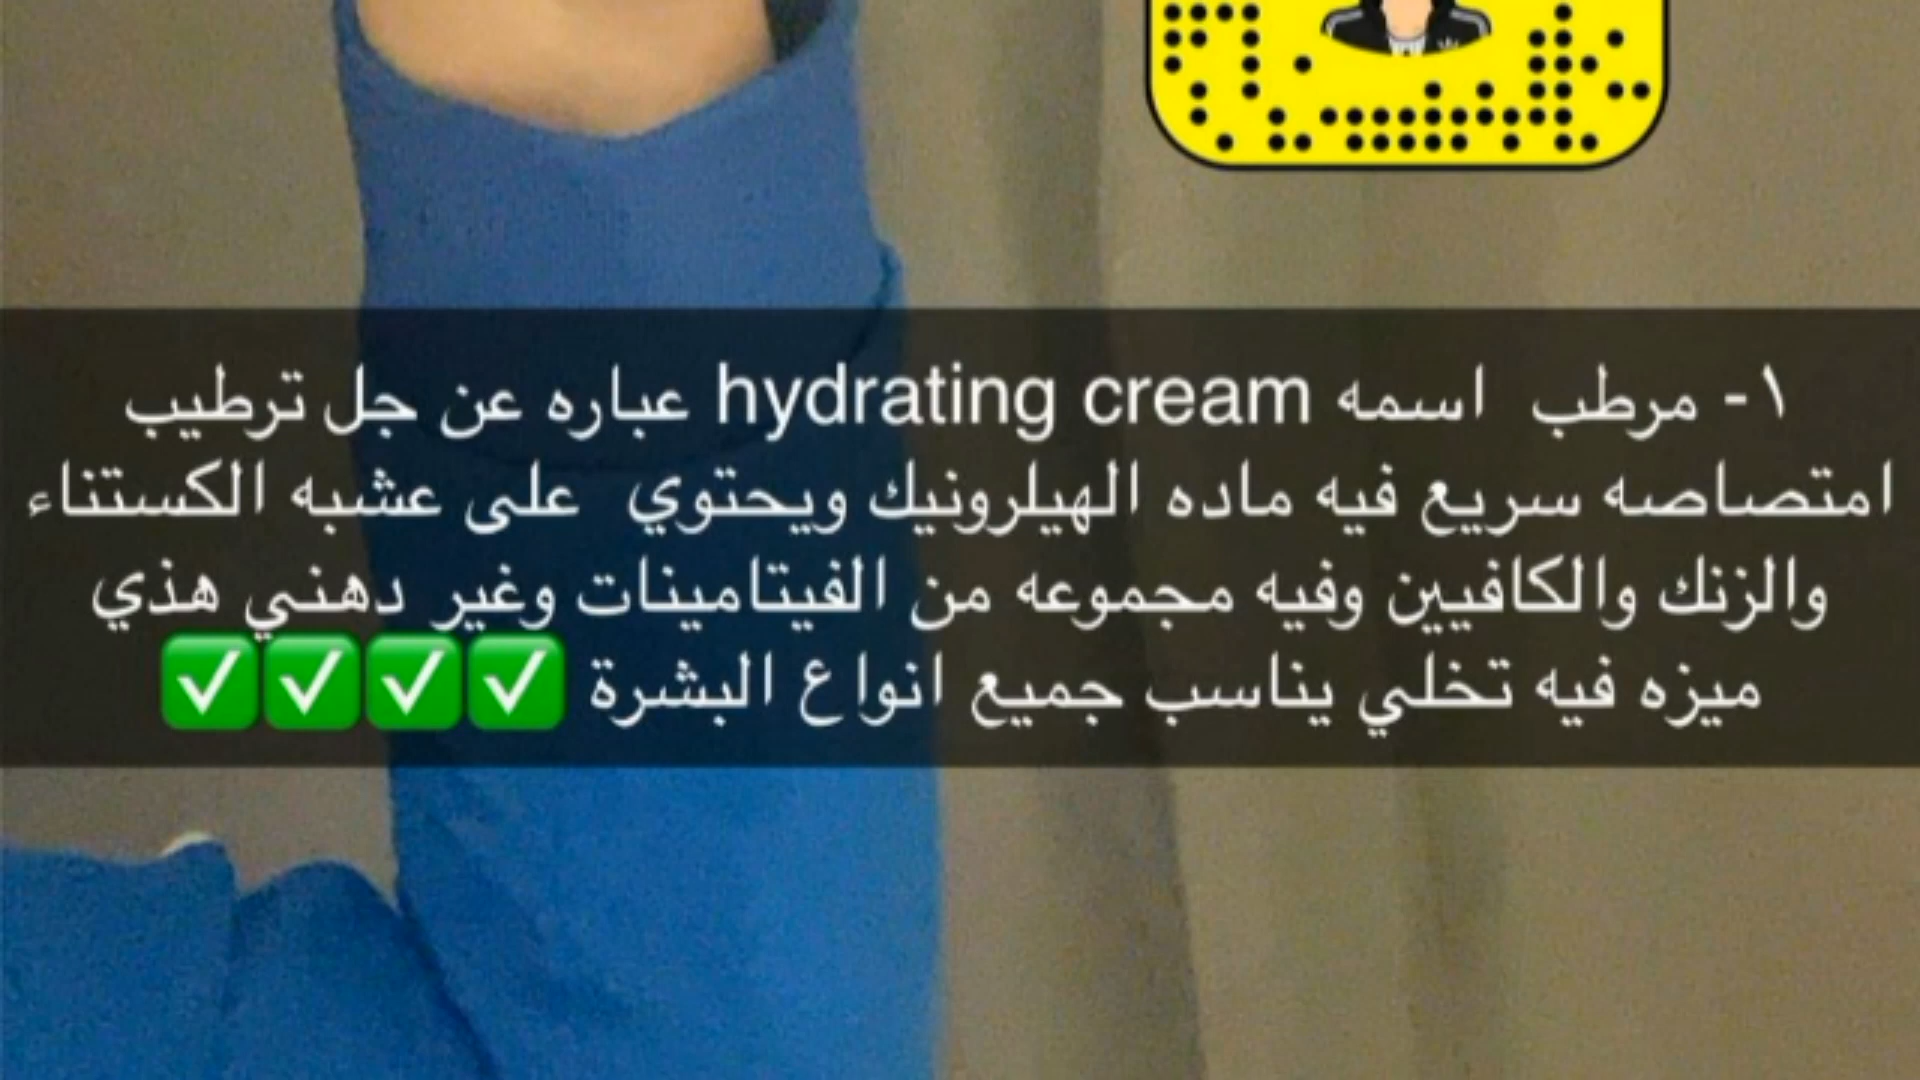 ١- مرطب اسمه hydrating cream عباره عن جل ترطيب
امتصاصه سريع فيه ماده الهيلرونيك ويحتوي على عشبه الكستناء
والزنك والكافيين وفيه مجموعه من الفيتامينات وغير دهني هذي
ميزه فيه تخلي يناسب جميع انواع البشرة ✅✅✅✅